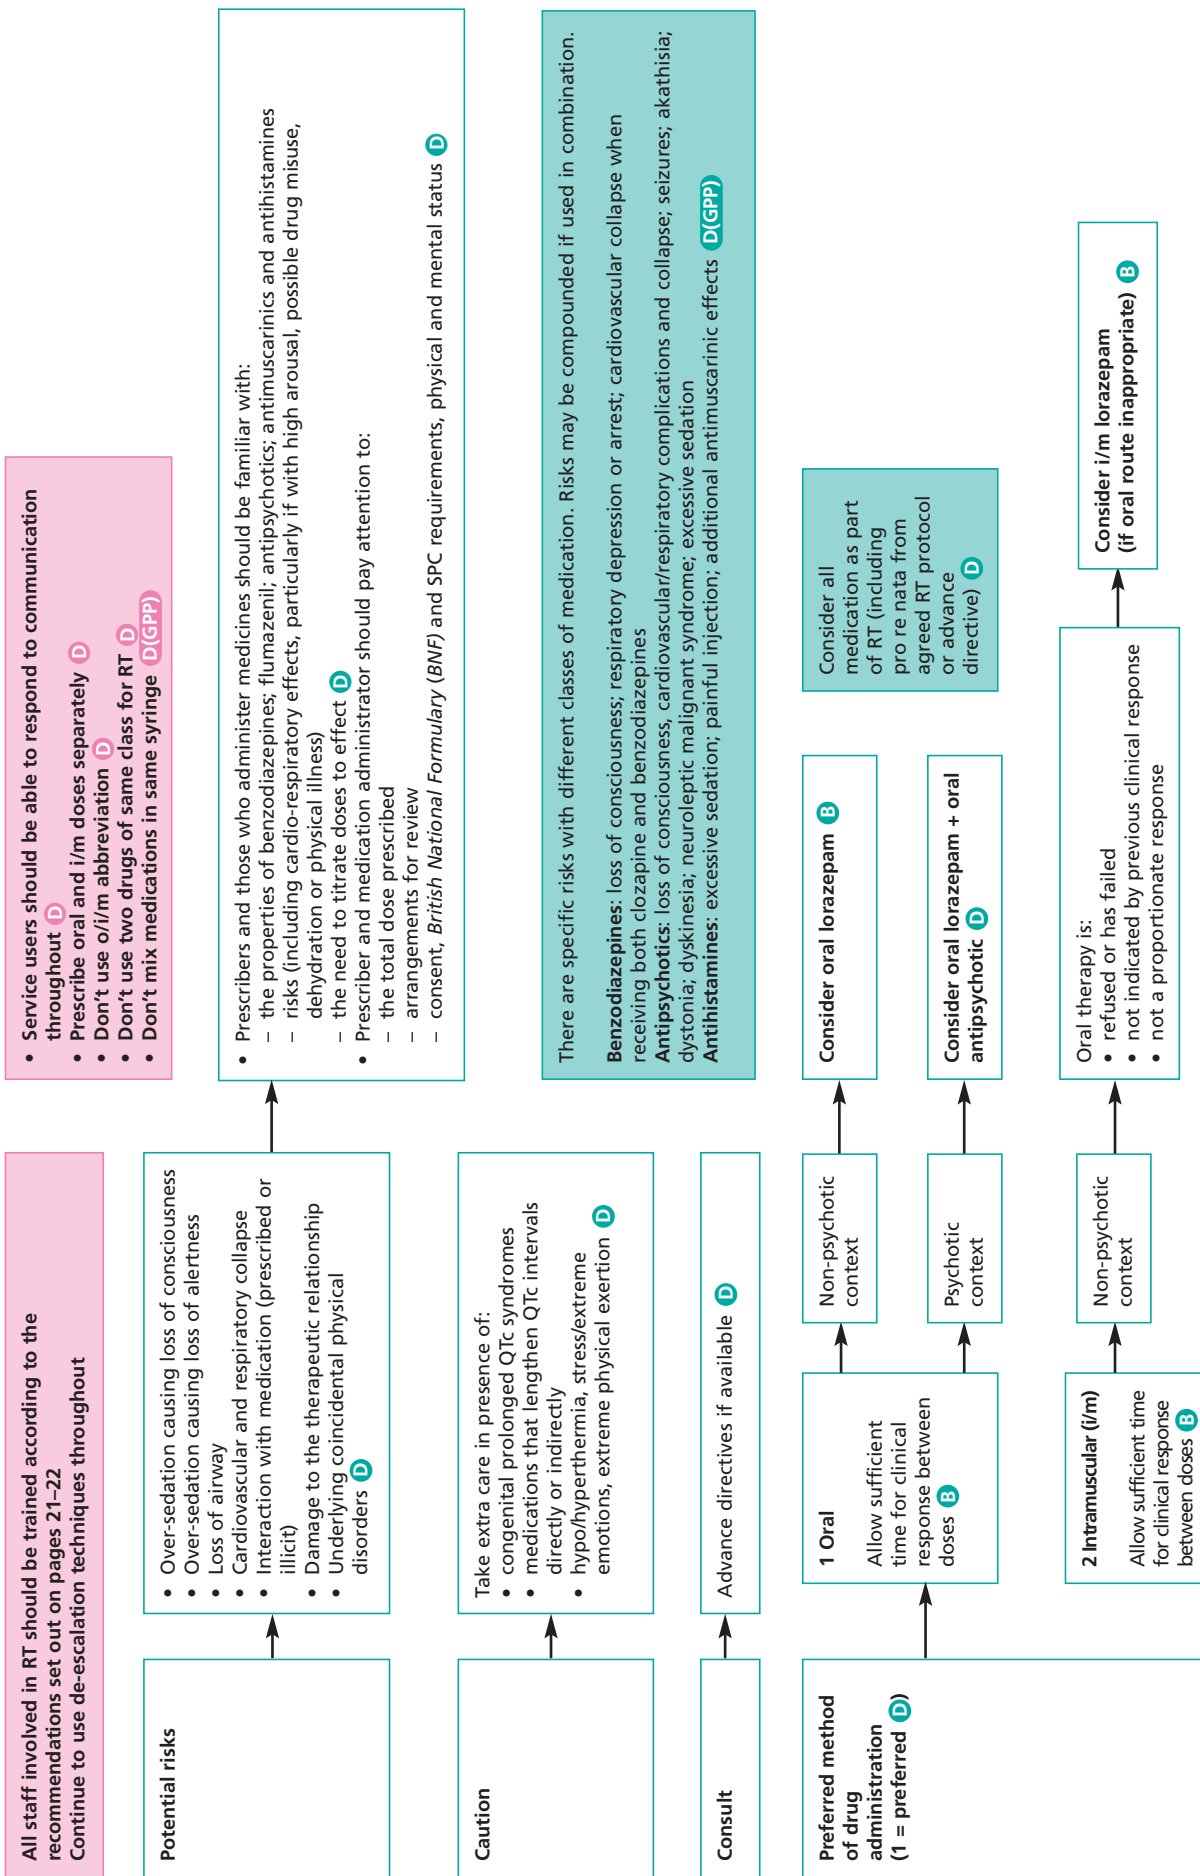 All staff involved in RT should be trained according to the
recommendations set out on pages 21–22
Continue to use de-escalation techniques throughout
• Service users should be able to respond to communication
throughout D
• Prescribe oral and i/m doses separately D
• Don't use o/i/m abbreviation D
• Don't use two drugs of same class for RT D
• Don't mix medications in same syringe D(GPP)
Potential risks
• Over-sedation causing loss of consciousness
• Over-sedation causing loss of alertness
• Loss of airway
• Cardiovascular and respiratory collapse
• Interaction with medication (prescribed or
illicit)
• Damage to the therapeutic relationship
• Underlying coincidental physical
disorders D
• Prescribers and those who administer medicines should be familiar with:
– the properties of benzodiazepines; flumazenil; antipsychotics; antimuscarinics and antihistamines
– risks (including cardio-respiratory effects, particularly if with high arousal, possible drug misuse,
dehydration or physical illness)
– the need to titrate doses to effect D
• Prescriber and medication administrator should pay attention to:
– the total dose prescribed
– arrangements for review
– consent, British National Formulary (BNF) and SPC requirements, physical and mental status D
Caution
Take extra care in presence of:
• congenital prolonged QTc syndromes
• medications that lengthen QTc intervals
directly or indirectly
• hypo/hyperthermia, stress/extreme
emotions, extreme physical exertion D
There are specific risks with different classes of medication. Risks may be compounded if used in combination.
Benzodiazepines: loss of consciousness; respiratory depression or arrest; cardiovascular collapse when
receiving both clozapine and benzodiazepines
Antipsychotics: loss of consciousness, cardiovascular/respiratory complications and collapse; seizures; akathisia;
dystonia; dyskinesia; neuroleptic malignant syndrome; excessive sedation
Antihistamines: excessive sedation; painful injection; additional antimuscarinic effects D(GPP)
Consult
Advance directives if available D
Preferred method
of drug
administration
(1 = preferred D)
1 Oral
Allow sufficient
time for clinical
response between
doses B
Non-psychotic
context
Consider oral lorazepam B
Psychotic
context
Consider oral lorazepam + oral
antipsychotic D
Consider all
medication as part
of RT (including
pro re nata from
agreed RT protocol
or advance
directive) D
2 Intramuscular (i/m)
Allow sufficient time
for clinical response
between doses B
Non-psychotic
context
Oral therapy is:
• refused or has failed
• not indicated by previous clinical response
• not a proportionate response
Consider i/m lorazepam
(if oral route inappropriate) B